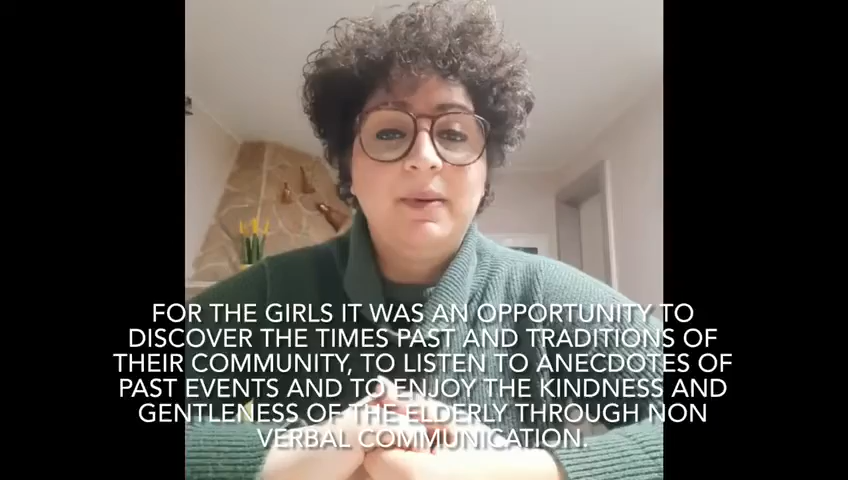 FOR THE GIRLS IT WAS AN OPPORTUNITY TO
DISCOVER THE TIMES PAST AND TRADITIONS OF
THEIR COMMUNITY, TO LISTEN TO ANECDOTES OF
PAST EVENTS AND TO ENJOY THE KINDNESS AND
GENTLENESS OF THE ELDERLY THROUGH NON
VERBAL COMMUNICATION.